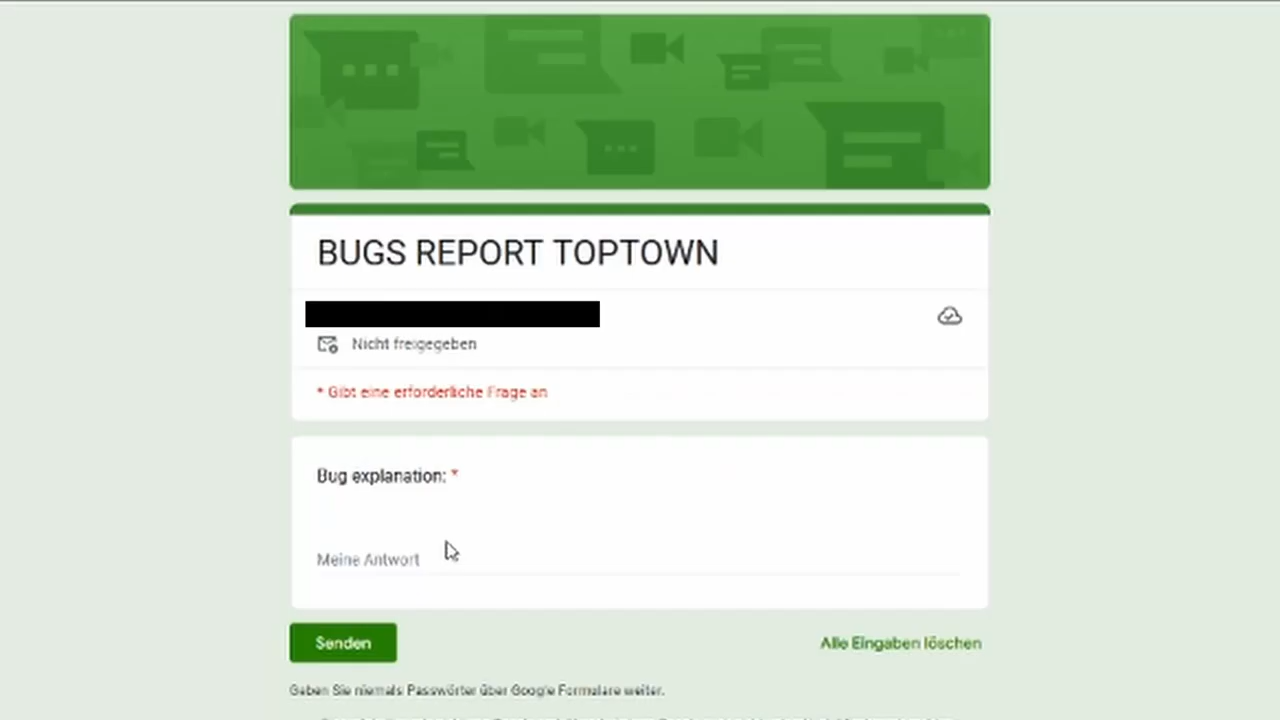 BUGS REPORT TOPTOWN
Nicht freigegeben
* Gibt eine erforderliche Frage an
Bug explanation: *
Meine Antwort
Senden
Alle Eingaben löschen
Geben Sie niemals Passwörter über Google Formulare weiter.